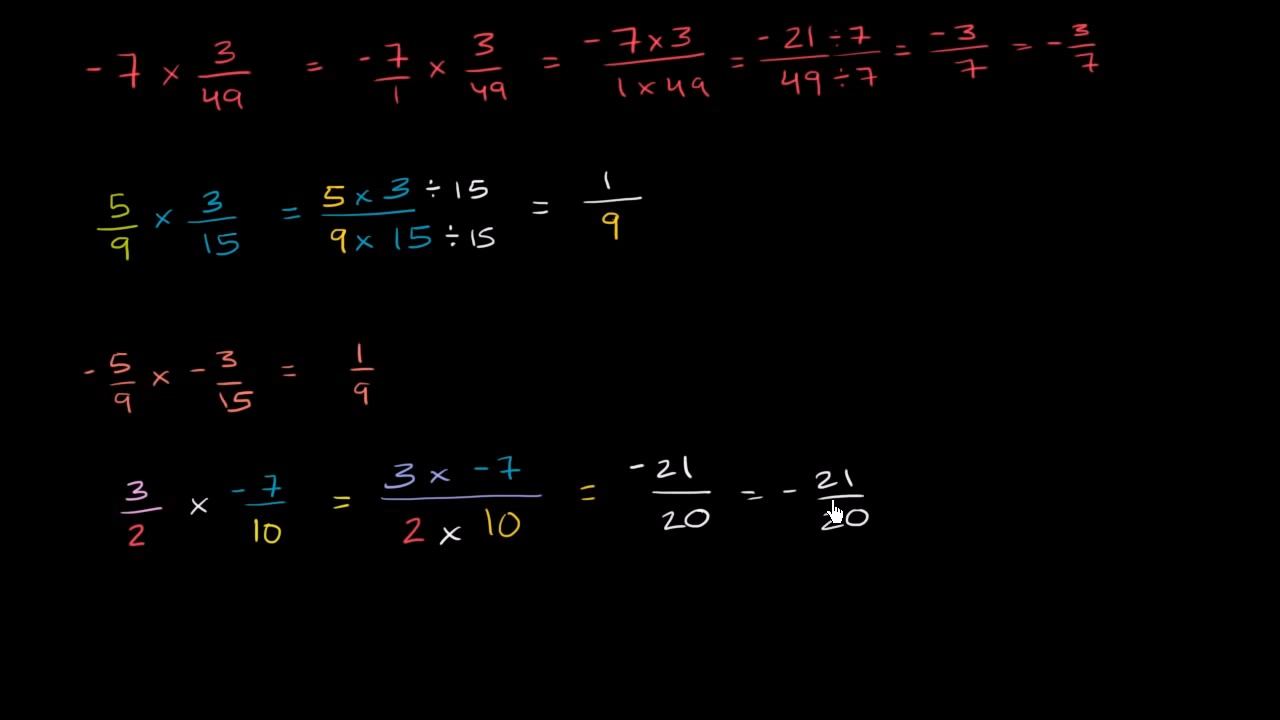 -7 × 3/49 = -7/1 × 3/49 = -7×3/1×49 = -21÷7/49÷7 = -3/7 = -3/7
5/9 × 3/15 = 5×3÷15/9×15÷15 = 1/9
-5/9 × -3/15 = 1/9
3/2 × -7/10 = 3×-7/2×10 = -21/20 = -21/20